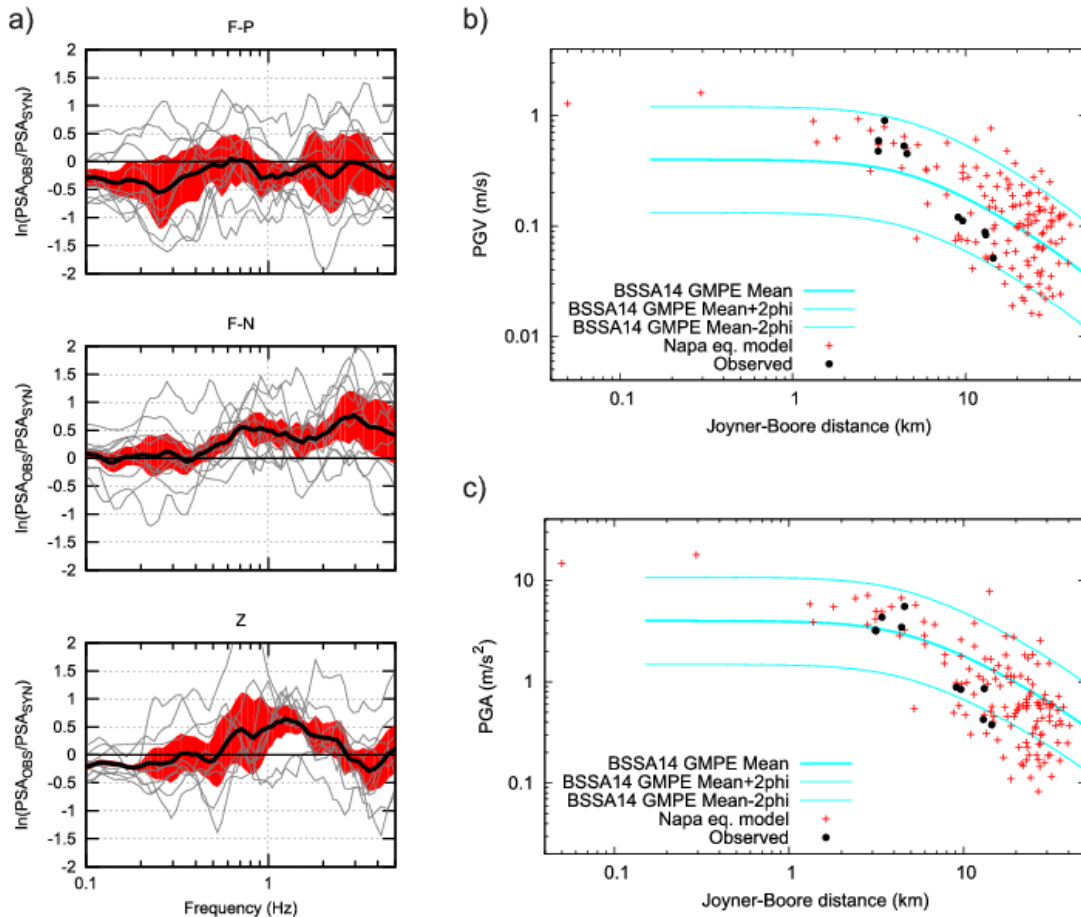 a)
F-P
2
1.5
1
0.5
0
-0.5
-1
-1.5
-2
ln(PSA_OBS/PSA_SYN)
F-N
2
1.5
1
0.5
0
-0.5
-1
-1.5
-2
ln(PSA_OBS/PSA_SYN)
Z
2
1.5
1
0.5
0
-0.5
-1
-1.5
-2
ln(PSA_OBS/PSA_SYN)
0.1 1
Frequency (Hz)
b)
1
0.1
0.01
PGV (m/s)
BSSA14 GMPE Mean
BSSA14 GMPE Mean+2phi
BSSA14 GMPE Mean-2phi
Napa eq. model
Observed
0.1 1 10
Joyner-Boore distance (km)
c)
10
1
0.1
PGA (m/s²)
BSSA14 GMPE Mean
BSSA14 GMPE Mean+2phi
BSSA14 GMPE Mean-2phi
Napa eq. model
Observed
0.1 1 10
Joyner-Boore distance (km)